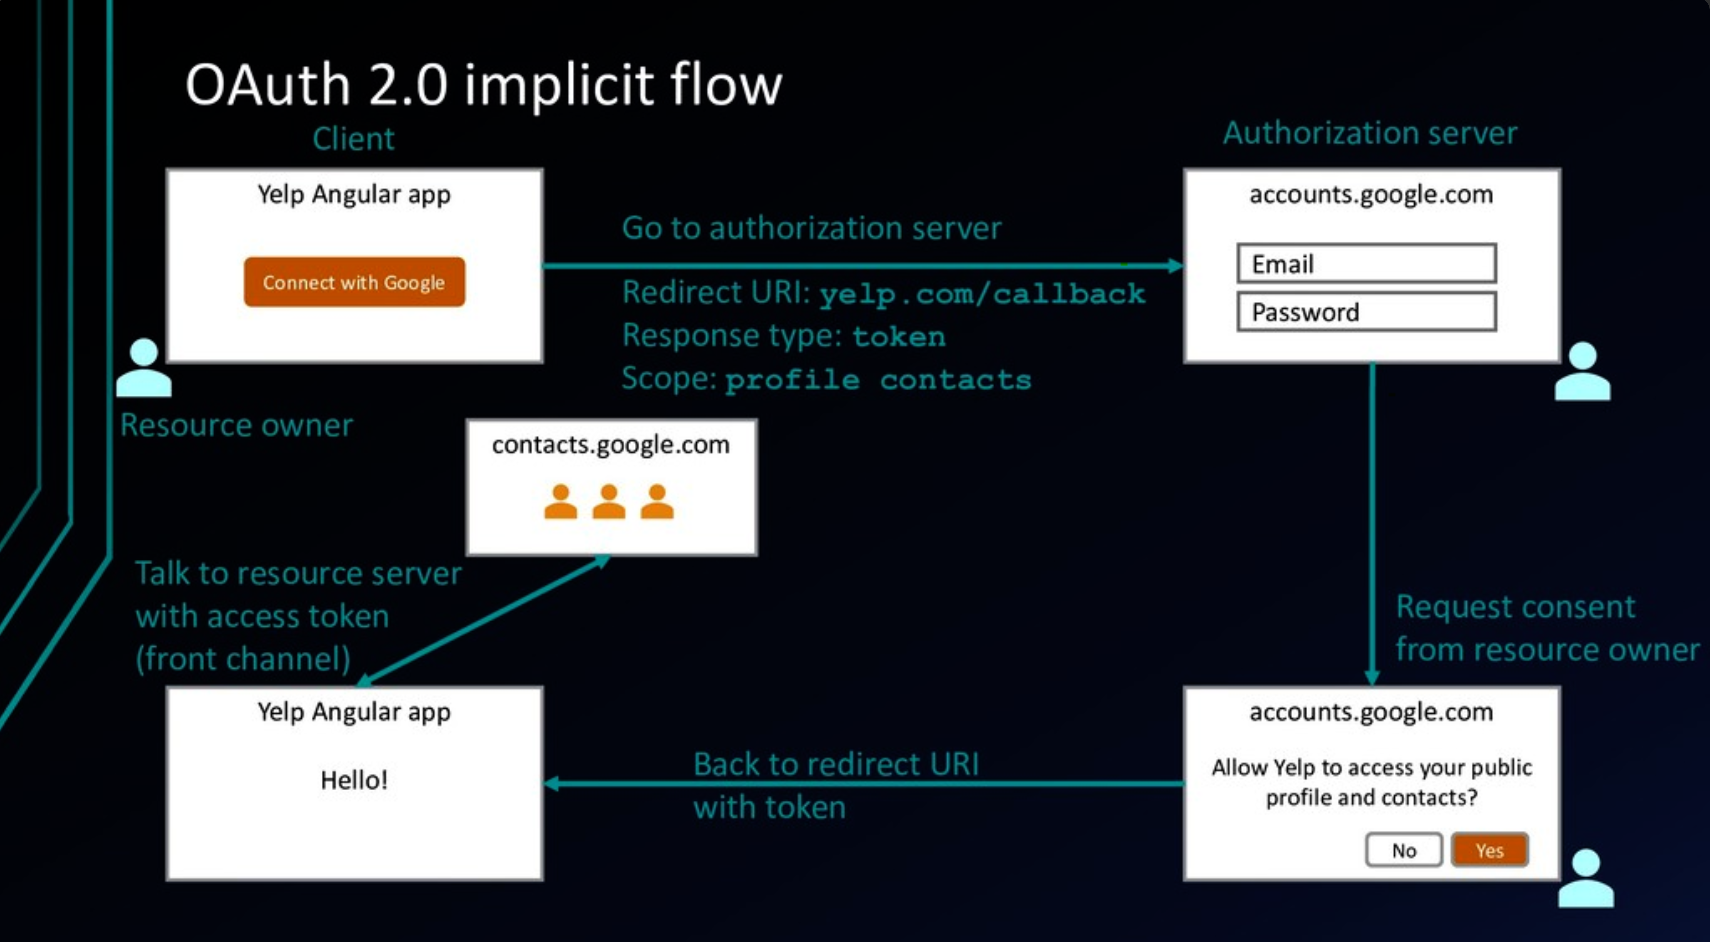 OAuth 2.0 implicit flow
Client
Authorization server
Yelp Angular app
Connect with Google
Resource owner
Go to authorization server
Redirect URI: yelp.com/callback
Response type: token
Scope: profile contacts
accounts.google.com
Email
Password
contacts.google.com
Talk to resource server
with access token
(front channel)
Request consent
from resource owner
Yelp Angular app
Hello!
Back to redirect URI
with token
accounts.google.com
Allow Yelp to access your public
profile and contacts?
No
Yes